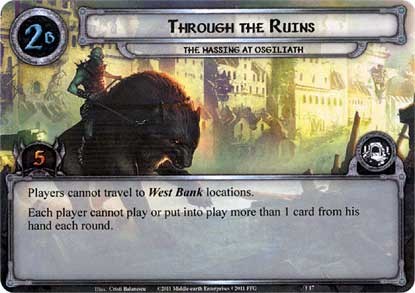 2B
THROUGH THE RUINS
THE MASSING AT OSGILIATH
5
Players cannot travel to West Bank locations.
Each player cannot play or put into play more than 1 card from his
hand each round.
Illus. Cristi Balanescu ©2011 Middle-earth Enterprises ©2011 FFG